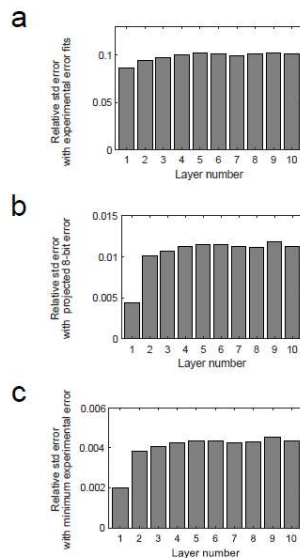 a
Relative std error
with experimental error fits
0.1
0.05
0
1 2 3 4 5 6 7 8 9 10
Layer number
b
Relative std error
with projected 8-bit error
0.015
0.01
0.005
0
1 2 3 4 5 6 7 8 9 10
Layer number
c
Relative std error
with minimum experimental error
0.006
0.004
0.002
0
1 2 3 4 5 6 7 8 9 10
Layer number